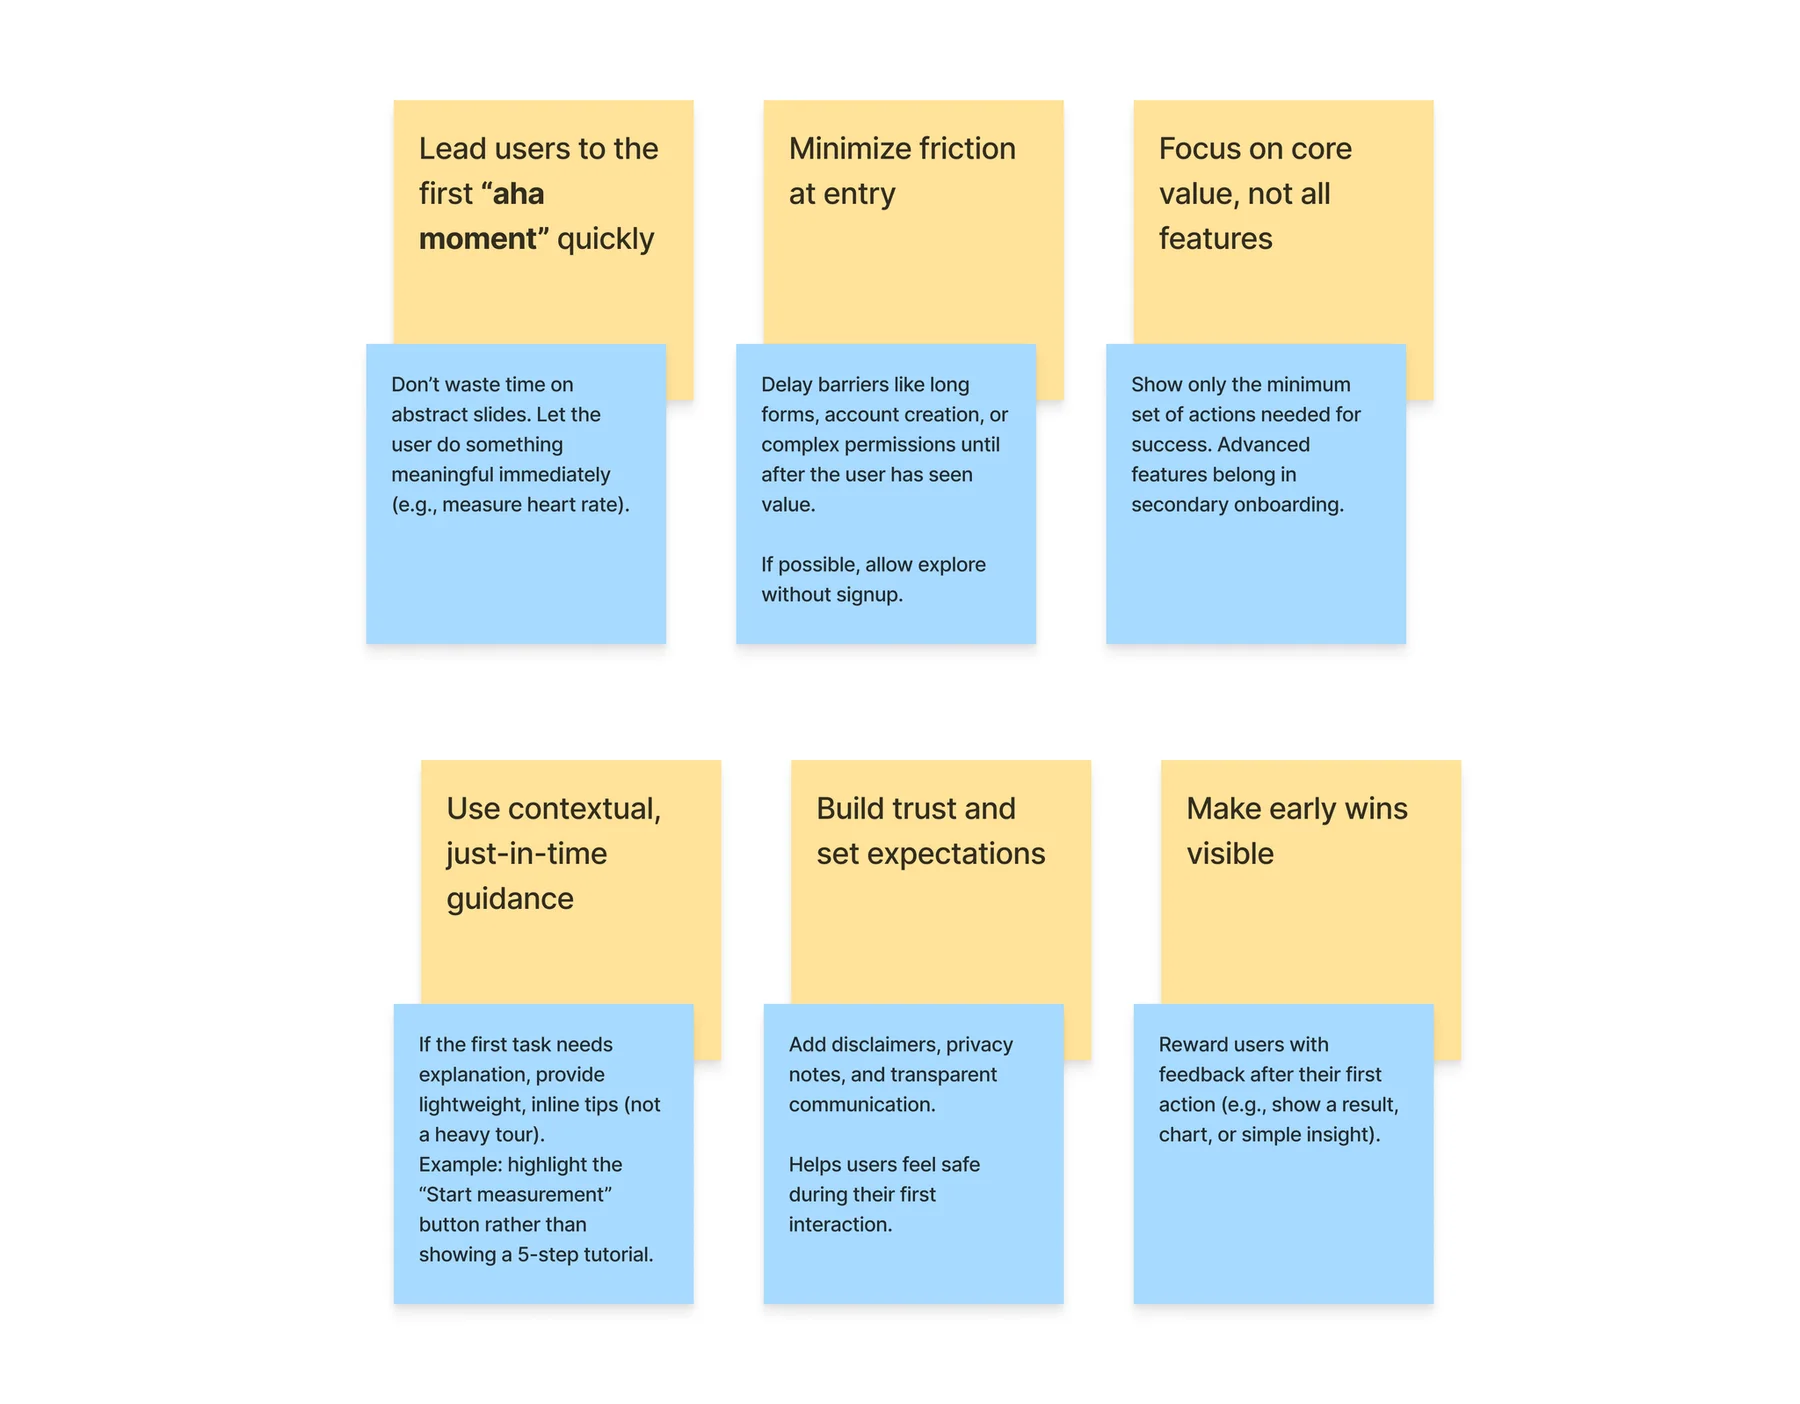 Lead users to the
first “aha
moment” quickly
Don’t waste time on
abstract slides. Let the
user do something
meaningful immediately
(e.g., measure heart rate).
Minimize friction
at entry
Delay barriers like long
forms, account creation, or
complex permissions until
after the user has seen
value.
If possible, allow explore
without signup.
Focus on core
value, not all
features
Show only the minimum
set of actions needed for
success. Advanced
features belong in
secondary onboarding.
Use contextual,
just-in-time
guidance
If the first task needs
explanation, provide
lightweight, inline tips (not
a heavy tour).
Example: highlight the
“Start measurement”
button rather than
showing a 5-step tutorial.
Build trust and
set expectations
Add disclaimers, privacy
notes, and transparent
communication.
Helps users feel safe
during their first
interaction.
Make early wins
visible
Reward users with
feedback after their first
action (e.g., show a result,
chart, or simple insight).